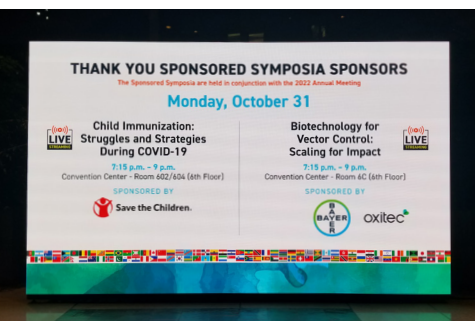 THANK YOU SPONSORED SYMPOSIA SPONSORS
The Sponsored Symposia are held in conjunction with the 2022 Annual Meeting
Monday, October 31
LIVE
STREAMING
Child Immunization:
Struggles and Strategies
During COVID-19
7:15 p.m. – 9 p.m.
Convention Center - Room 602/604 (6th Floor)
SPONSORED BY
Save the Children.
Biotechnology for
Vector Control:
Scaling for Impact
LIVE
STREAMING
7:15 p.m. – 9 p.m.
Convention Center - Room 6C (6th Floor)
SPONSORED BY
BAYER
BAYER
oxitec